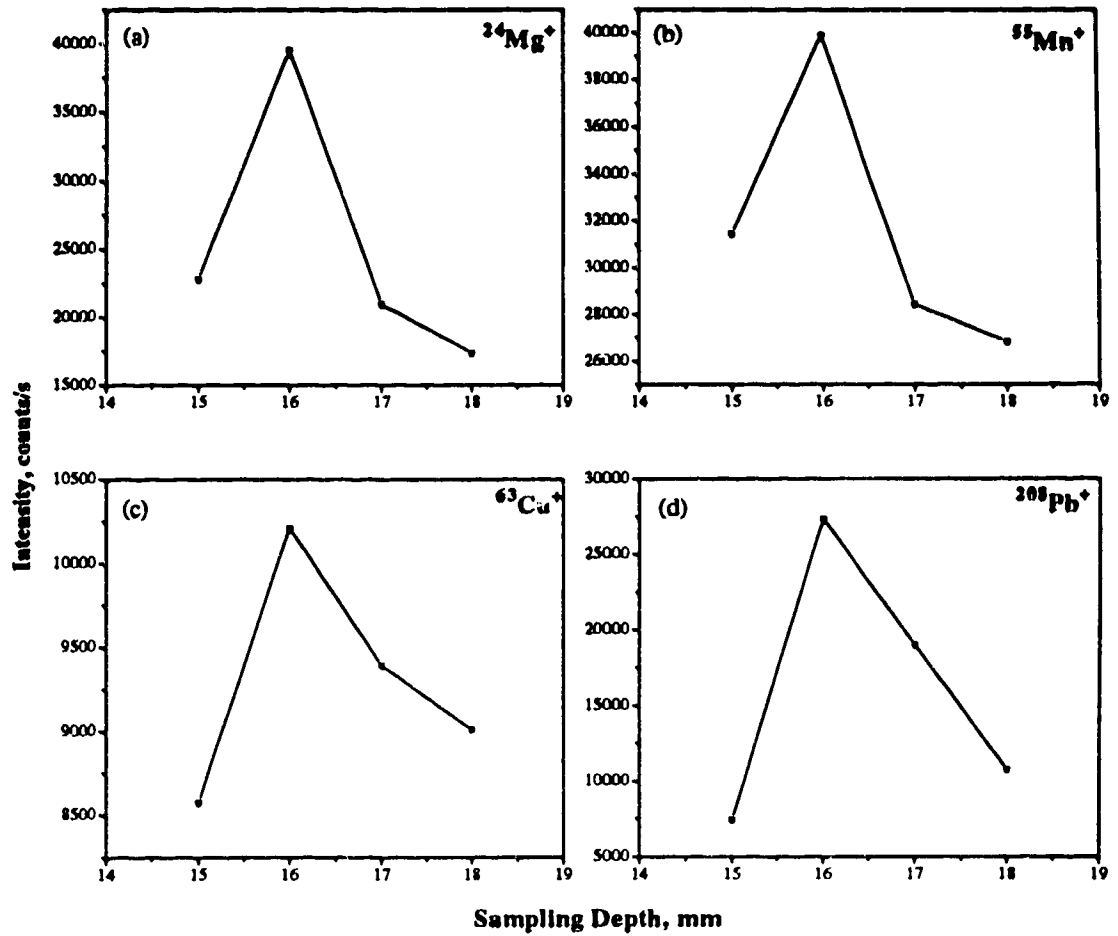 (a)
24Mg+
40000
35000
30000
25000
20000
15000
14 15 16 17 18 19
(b)
55Mn+
40000
38000
36000
34000
32000
30000
28000
26000
14 15 16 17 18 19
(c)
63Cu+
10500
10000
9500
9000
8500
14 15 16 17 18 19
(d)
208Pb+
30000
25000
20000
15000
10000
5000
14 15 16 17 18 19
Intensity, counts/s
Sampling Depth, mm